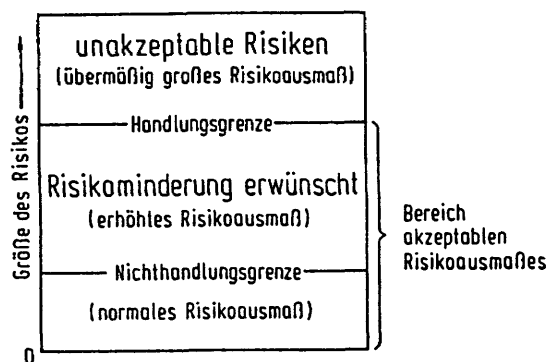 unakzeptable Risiken
(übermäßig großes Risikoausmaß)
Handlungsgrenze
Risikominderung erwünscht
(erhöhtes Risikoausmaß)
Nichthandlungsgrenze
(normales Risikoausmaß)
Größe des Risikos
0
Bereich
akzeptablen
Risikoausmaßes